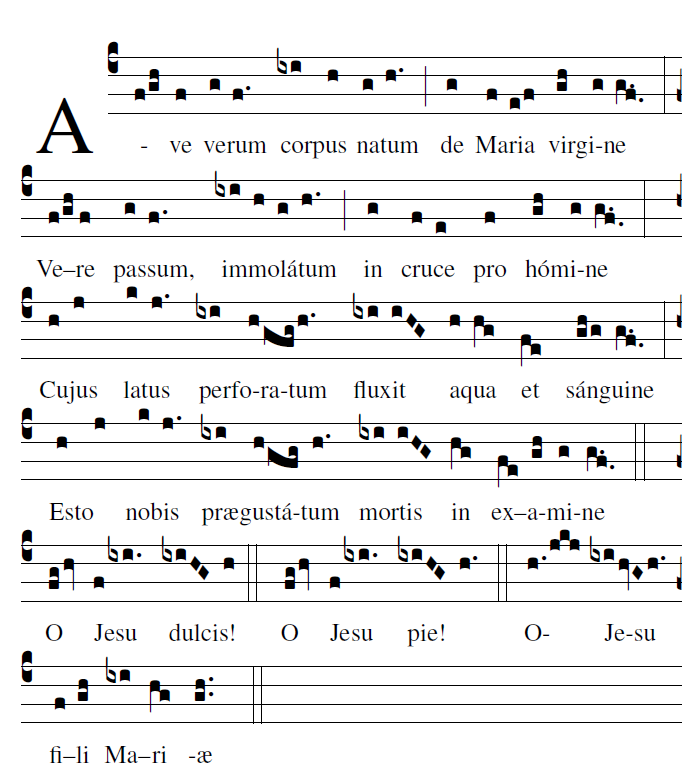 A - ve verum corpus natum de Maria virgi-ne
Ve–re passum, immolátum in cruce pro hómi-ne
Cujus latus perfo-ra-tum fluxit aqua et sánguine
Esto nobis prægustá-tum mortis in ex–a-mi-ne
O Jesu dulcis! O Jesu pie! O- Je-su
fi–li Ma–ri -æ